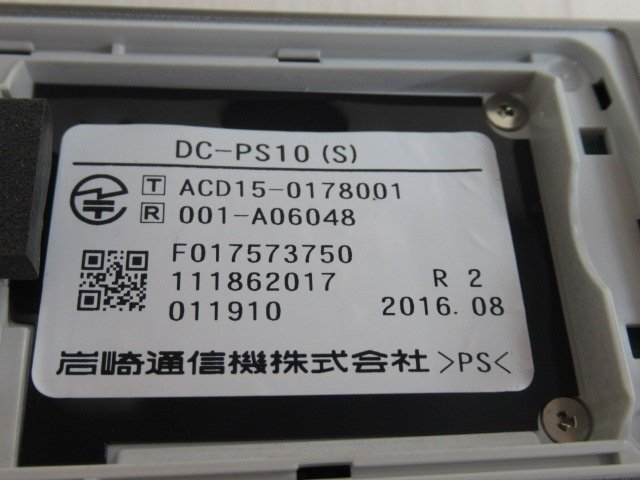 DC-PS10 (S)
T ACD15-0178001
R 001-A06048
F017573750
111862017 R 2
011910 2016.08
岩崎通信機株式会社 >PS<